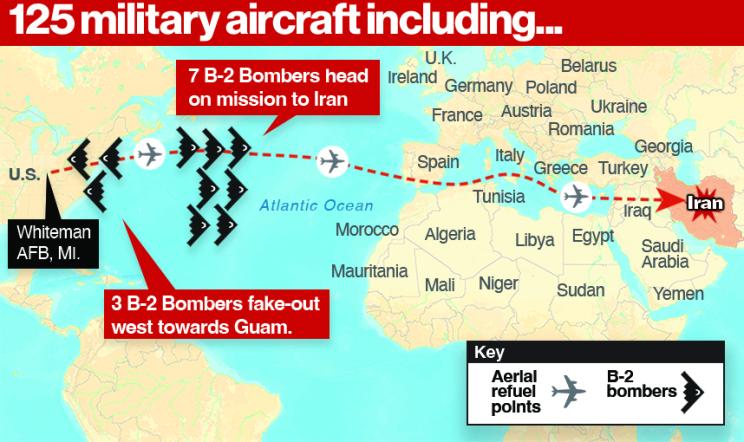 125 military aircraft including...
7 B-2 Bombers head
on mission to Iran
U.K.
Ireland
Belarus
Germany
Poland
France
Austria
Ukraine
Romania
Georgia
U.S.
Spain
Italy
Greece
Turkey
Tunisia
Iraq
Iran
Atlantic Ocean
Whiteman
AFB, MI.
Morocco
Algeria
Libya
Egypt
Saudi
Arabia
Mauritania
Mali
Niger
Sudan
Yemen
3 B-2 Bombers fake-out
west towards Guam.
Key
Aerial
refuel
points
B-2
bombers